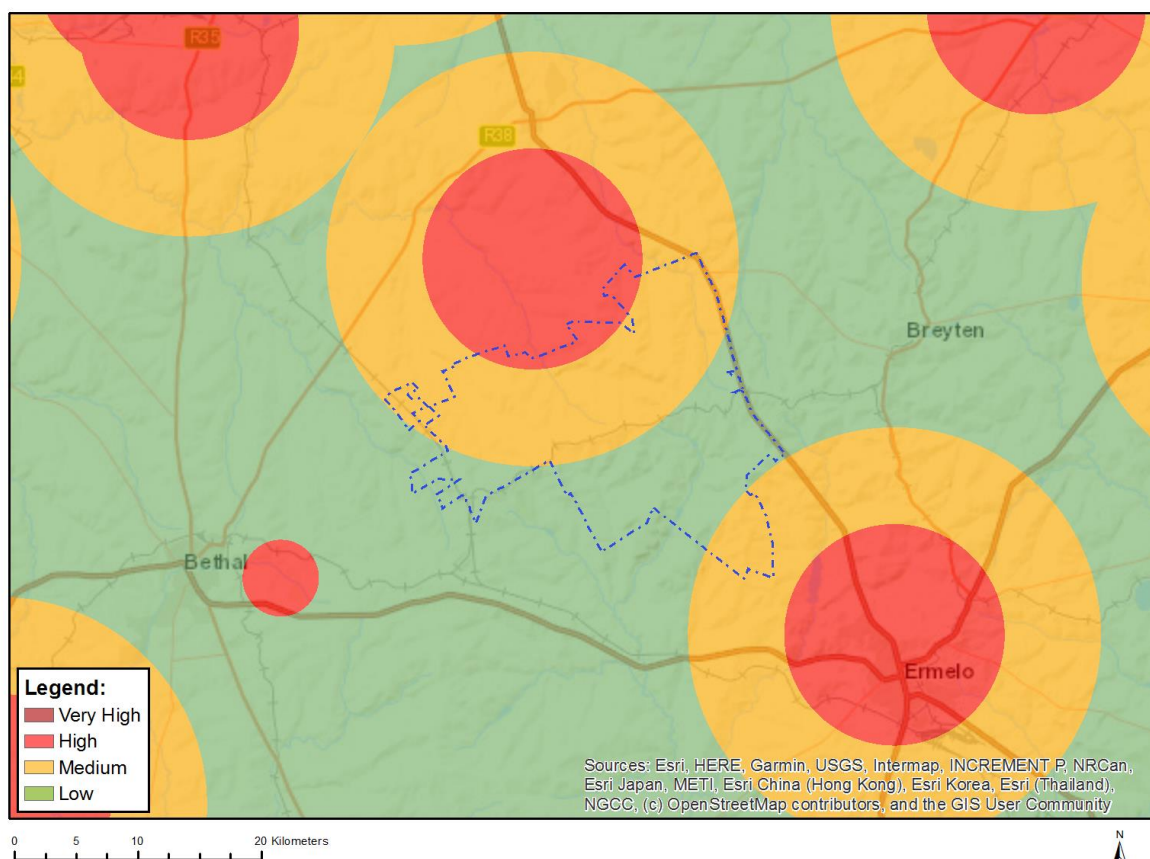 R35
4
R38
Breyten
Bethal
Ermelo
Legend:
Very High
High
Medium
Low
Sources: Esri, HERE, Garmin, USGS, Intermap, INCREMENT P, NRCan,
Esri Japan, METI, Esri China (Hong Kong), Esri Korea, Esri (Thailand),
NGCC, (c) OpenStreetMap contributors, and the GIS User Community
0 5 10 20 Kilometers
N